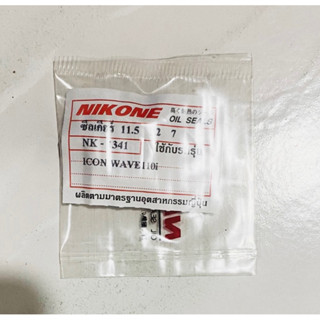 NIKONE
OIL SEALS
ซีลเกียร์ 11.5 2 7
NK - 341 ใช้กับรถรุ่น
ICON WAVE110i
ผลิตตามมาตรฐานอุตสาหกรรมญี่ปุ่น